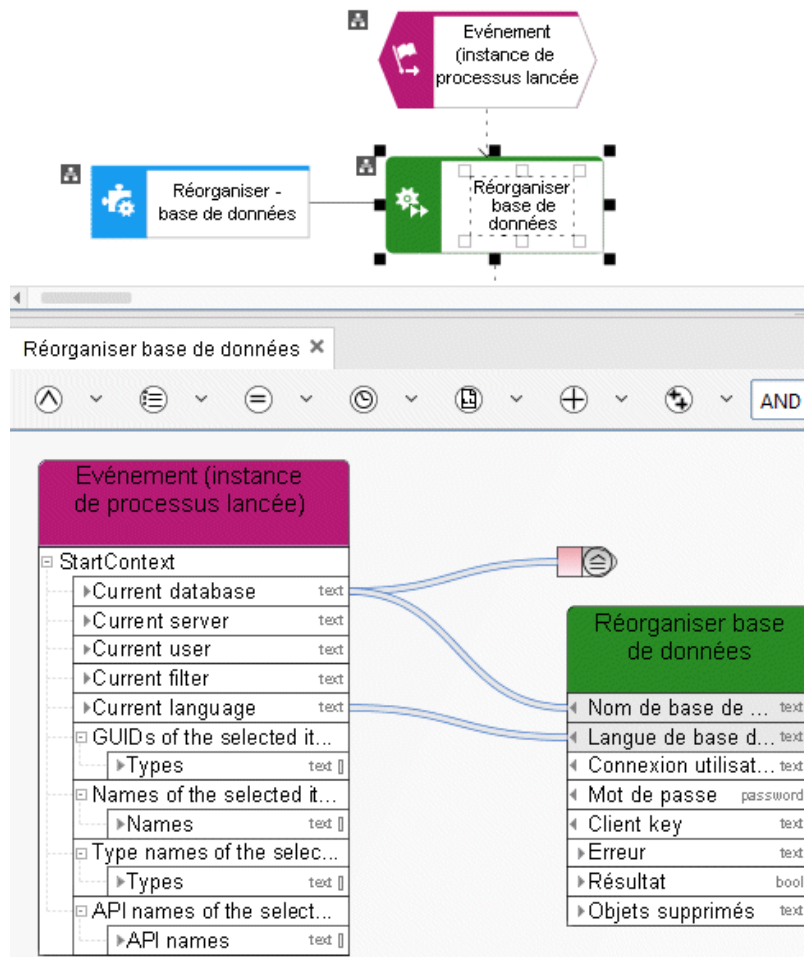 Evénement
(instance de
processus lancée
Réorganiser -
base de données
Réorganiser
base de
données
Réorganiser base de données
AND
Evénement (instance
de processus lancée)
StartContext
Current database text
Current server text
Current user text
Current filter text
Current language text
GUIDs of the selected it...
Types text []
Names of the selected it...
Names text []
Type names of the selec...
Types text []
API names of the select...
API names text []
Réorganiser base
de données
Nom de base de ... text
Langue de base d... text
Connexion utilisat... text
Mot de passe password
Client key text
Erreur text
Résultat bool
Objets supprimés text